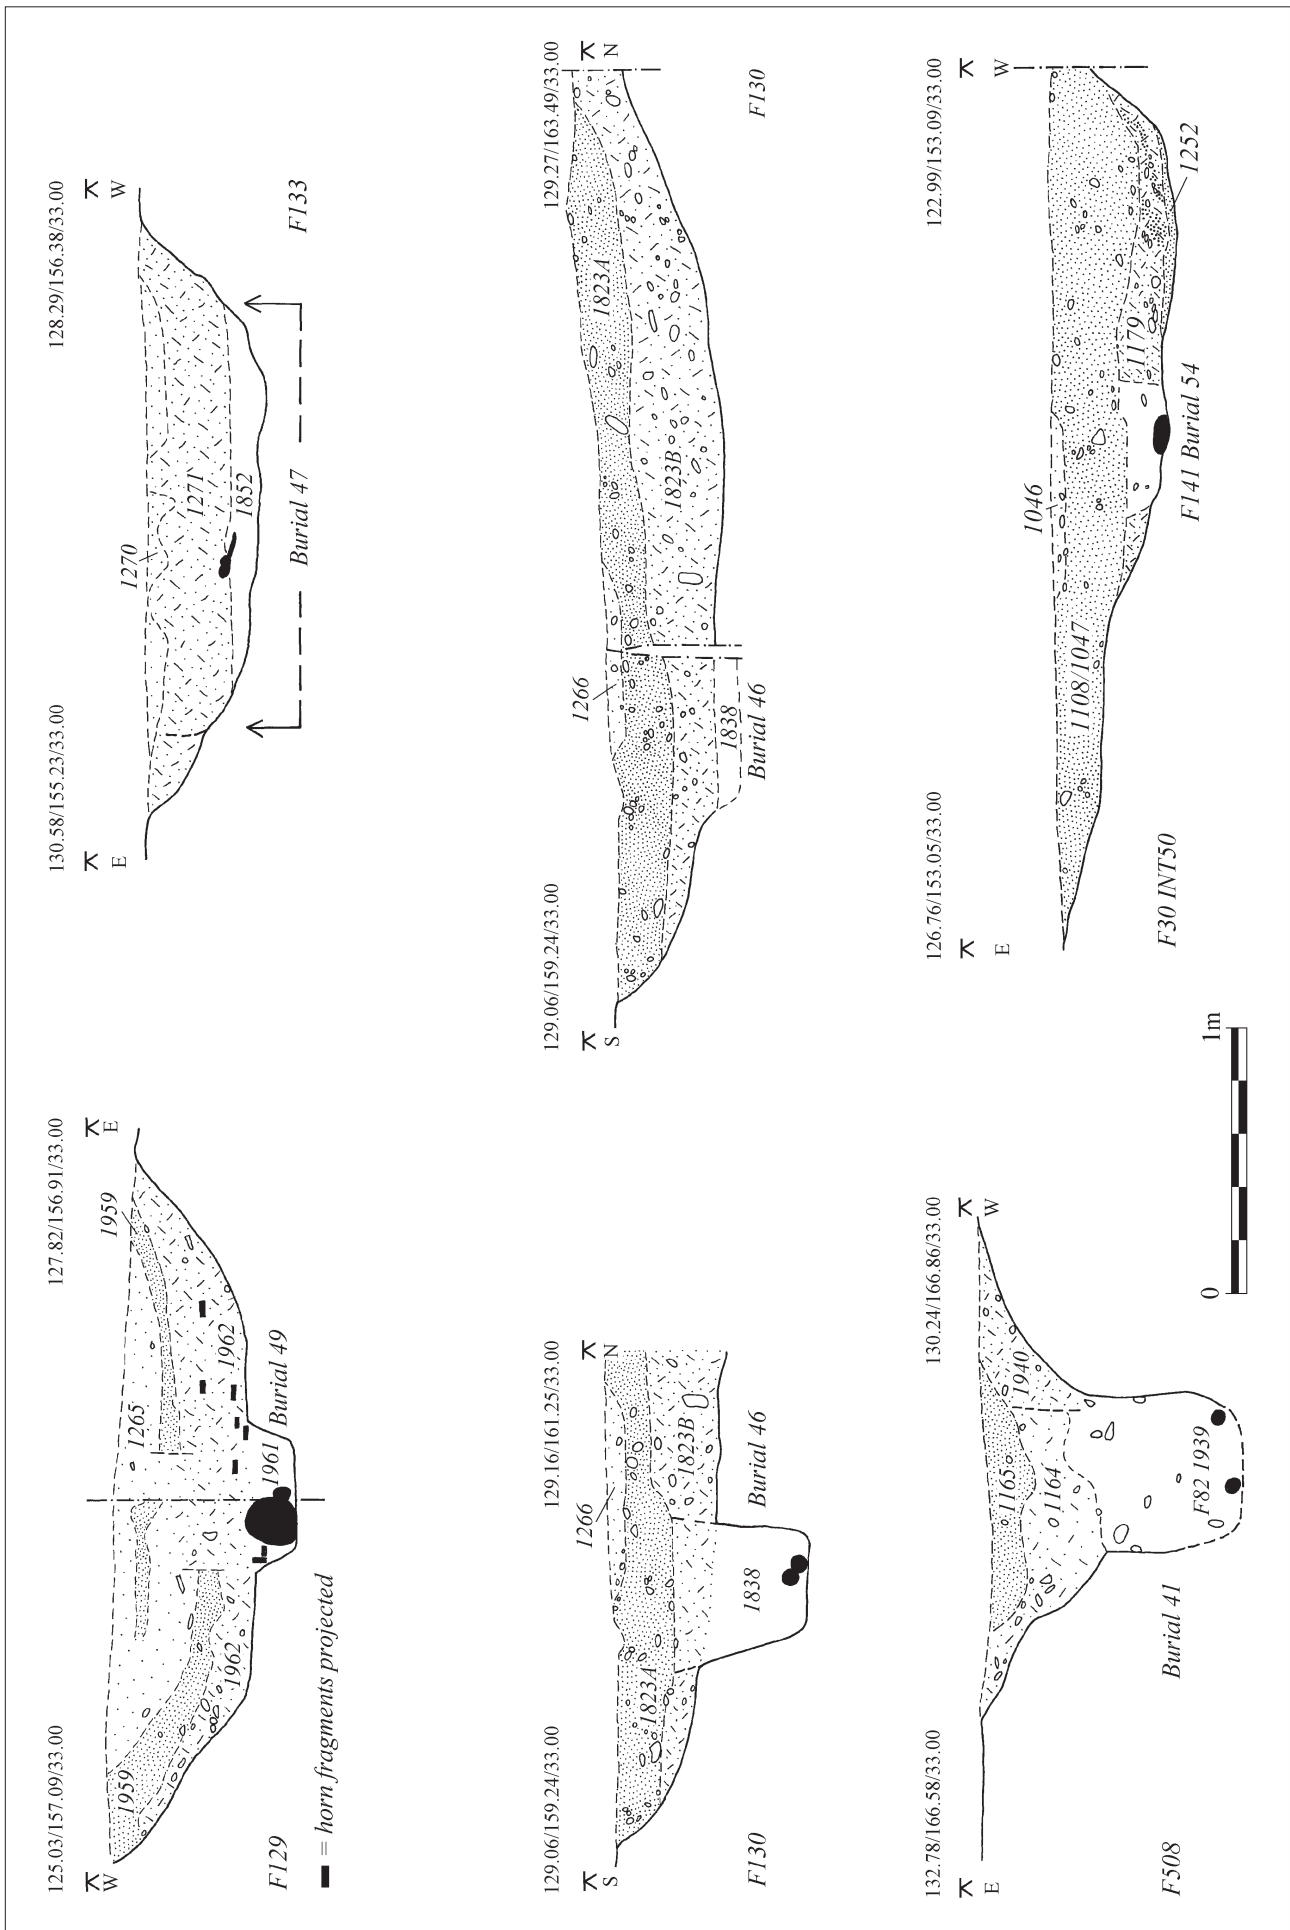 125.03/157.09/33.00
127.82/156.91/33.00
W
E
1959
1265
1959
1962
1962
1961
Burial 49
F129
= horn fragments projected
130.58/155.23/33.00
128.29/156.38/33.00
E
W
1270
1271
1852
Burial 47
F133
129.06/159.24/33.00
129.16/161.25/33.00
S
N
1266
1823A
1823B
1838
Burial 46
F130
129.06/159.24/33.00
129.27/163.49/33.00
S
N
1266
1823A
1823B
1838
Burial 46
F130
132.78/166.58/33.00
130.24/166.86/33.00
E
W
1165
1164
1940
F82 1939
Burial 41
F508
126.76/153.05/33.00
122.99/153.09/33.00
E
W
1046
1108/1047
1179
1252
F141 Burial 54
F30 INT50
0
1m